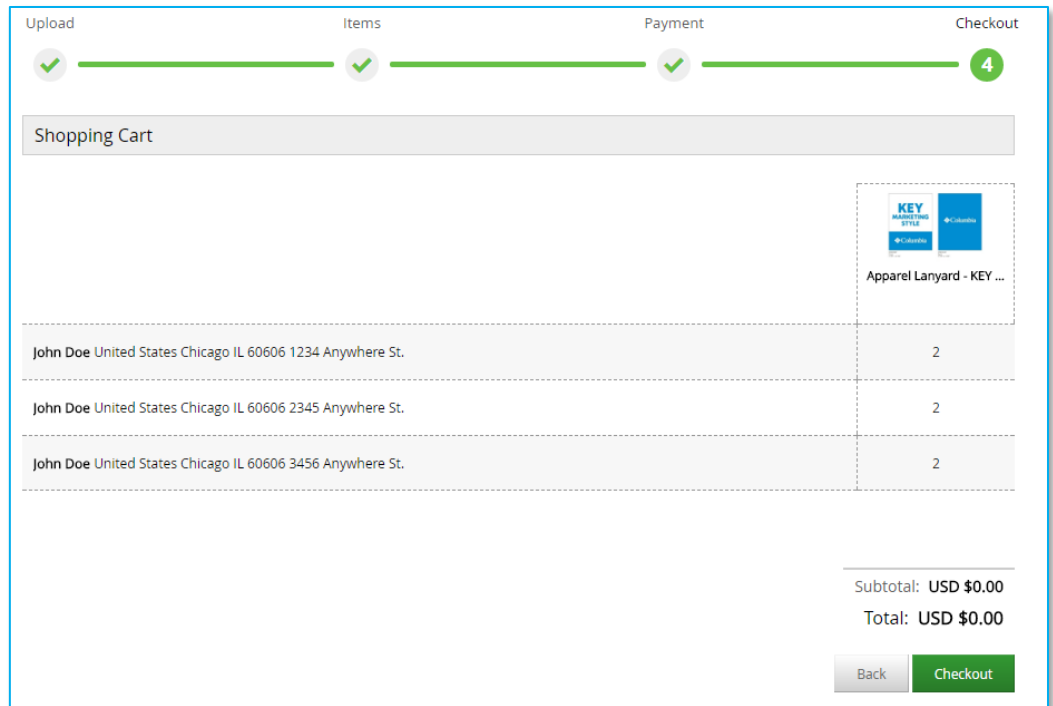 Upload Items Payment Checkout
4
Shopping Cart
KEY
MARKETING
STYLE
Columbia
Columbia
Apparel Lanyard - KEY ...
John Doe United States Chicago IL 60606 1234 Anywhere St. 2
John Doe United States Chicago IL 60606 2345 Anywhere St. 2
John Doe United States Chicago IL 60606 3456 Anywhere St. 2
Subtotal: USD $0.00
Total: USD $0.00
Back Checkout